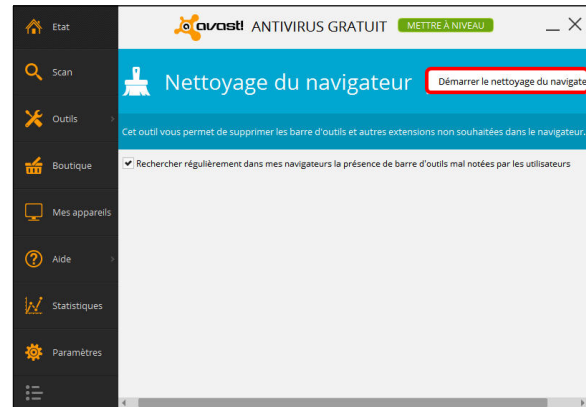 Etat
Scan
Outils
Boutique
Mes appareils
Aide
Statistiques
Paramètres
avast! ANTIVIRUS GRATUIT METTRE À NIVEAU
Nettoyage du navigateur
Démarrer le nettoyage du navigate
Cet outil vous permet de supprimer les barre d'outils et autres extensions non souhaitées dans le navigateur.
Rechercher régulièrement dans mes navigateurs la présence de barre d'outils mal notées par les utilisateurs